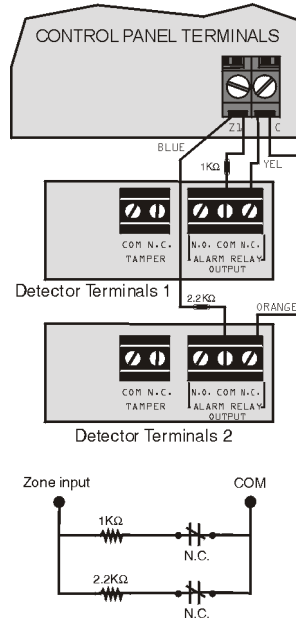 CONTROL PANEL TERMINALS
Z1 C
BLUE
1KΩ YEL
COM N.C. N.O. COM N.C.
TAMPER ALARM RELAY
OUTPUT
Detector Terminals 1
2.2KΩ
ORANGE
COM N.C. N.O. COM N.C.
TAMPER ALARM RELAY
OUTPUT
Detector Terminals 2
Zone input COM
1KΩ
N.C.
2.2KΩ
N.C.